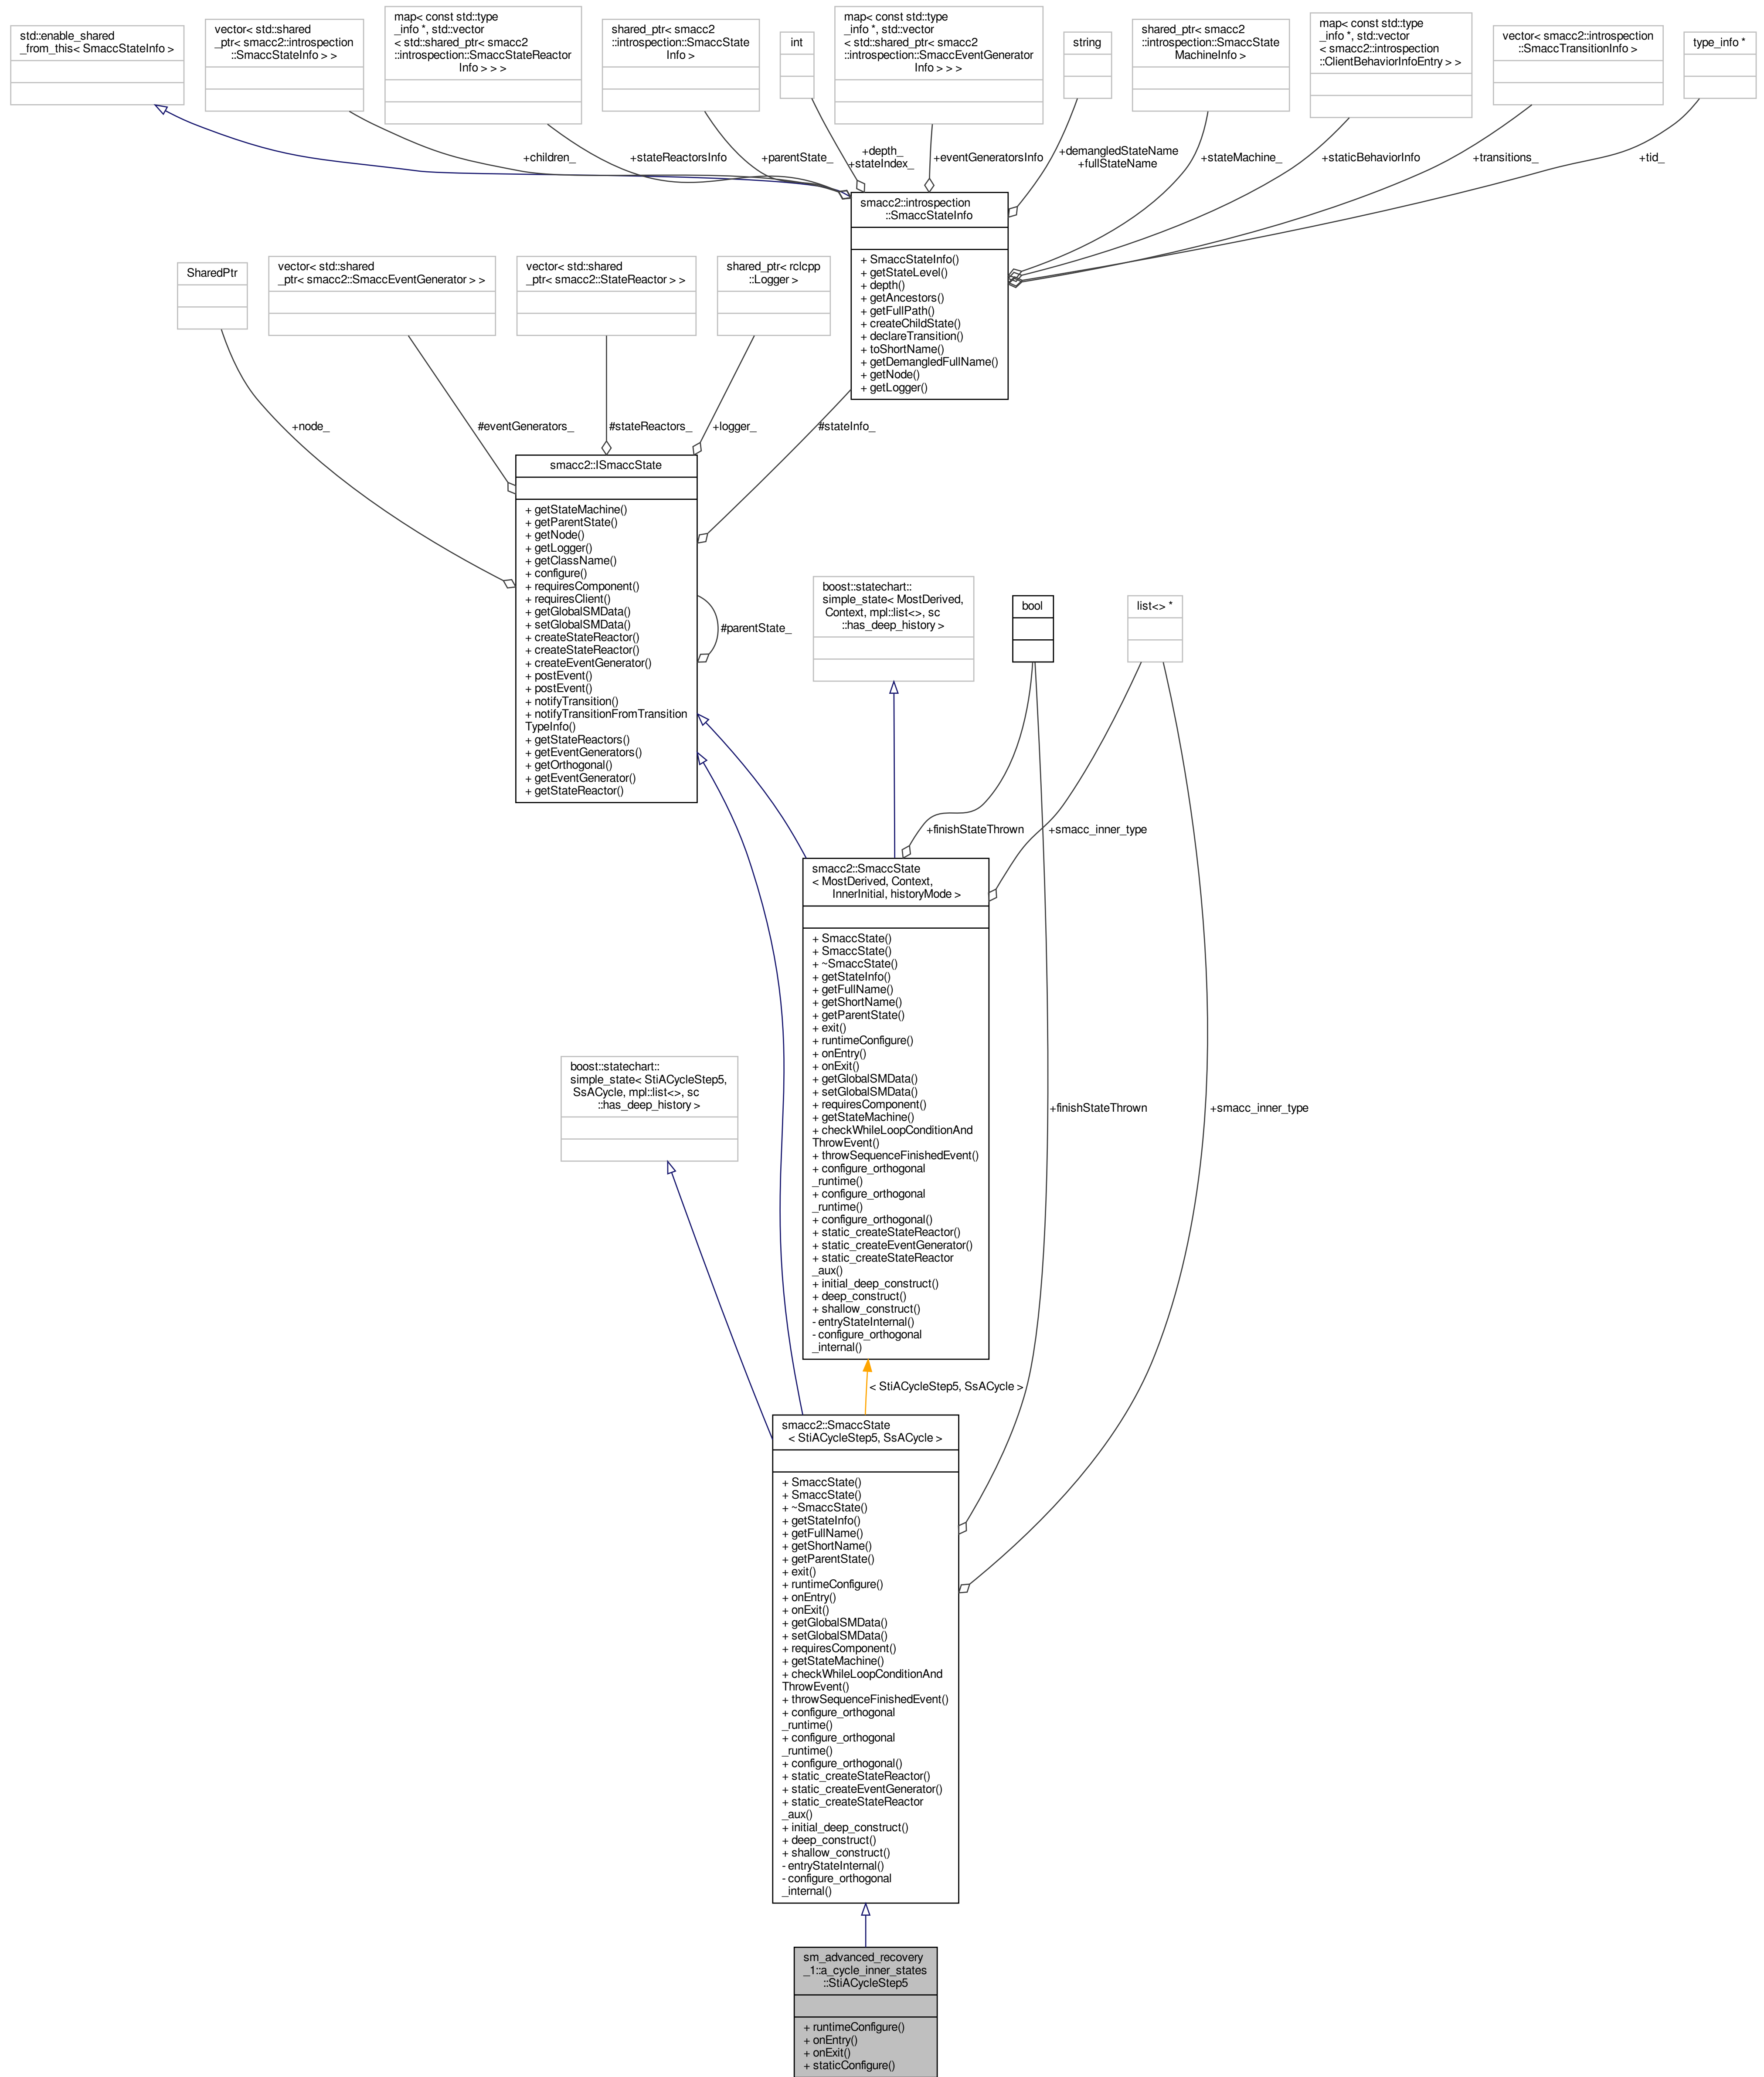 std::enable_shared
_from_this< SmaccStateInfo >
vector< std::shared
_ptr< smacc2::introspection
::SmaccStateInfo > >
map< const std::type
_info *, std::vector
< std::shared_ptr< smacc2
::introspection::SmaccStateReactor
Info > > >
shared_ptr< smacc2
::introspection::SmaccState
Info >
int
map< const std::type
_info *, std::vector
< std::shared_ptr< smacc2
::introspection::SmaccEventGenerator
Info > > >
string
shared_ptr< smacc2
::introspection::SmaccState
MachineInfo >
map< const std::type
_info *, std::vector
< smacc2::introspection
::ClientBehaviorInfoEntry > >
vector< smacc2::introspection
::SmaccTransitionInfo >
type_info *
+children_
+stateReactorsInfo
+parentState_
+depth_
+stateIndex_
+eventGeneratorsInfo
+demangledStateName
+fullStateName
+stateMachine_
+staticBehaviorInfo
+transitions_
+tid_
smacc2::introspection
::SmaccStateInfo
+ SmaccStateInfo()
+ getStateLevel()
+ depth()
+ getAncestors()
+ getFullPath()
+ createChildState()
+ declareTransition()
+ toShortName()
+ getDemangledFullName()
+ getNode()
+ getLogger()
SharedPtr
vector< std::shared
_ptr< smacc2::SmaccEventGenerator > >
vector< std::shared
_ptr< smacc2::StateReactor > >
shared_ptr< rclcpp
::Logger >
+node_
#eventGenerators_
#stateReactors_
+logger_
#stateInfo_
smacc2::ISmaccState
+ getStateMachine()
+ getParentState()
+ getNode()
+ getLogger()
+ getClassName()
+ configure()
+ requiresComponent()
+ requiresClient()
+ getGlobalSMData()
+ setGlobalSMData()
+ createStateReactor()
+ createStateReactor()
+ createEventGenerator()
+ postEvent()
+ postEvent()
+ notifyTransition()
+ notifyTransitionFromTransition
TypeInfo()
+ getStateReactors()
+ getEventGenerators()
+ getOrthogonal()
+ getEventGenerator()
+ getStateReactor()
#parentState_
boost::statechart::
simple_state< MostDerived,
Context, mpl::list<>, sc
::has_deep_history >
bool
list<> *
+finishStateThrown
+smacc_inner_type
smacc2::SmaccState
< MostDerived, Context,
InnerInitial, historyMode >
+ SmaccState()
+ SmaccState()
+ ~SmaccState()
+ getStateInfo()
+ getFullName()
+ getShortName()
+ getParentState()
+ exit()
+ runtimeConfigure()
+ onEntry()
+ onExit()
+ getGlobalSMData()
+ setGlobalSMData()
+ requiresComponent()
+ getStateMachine()
+ checkWhileLoopConditionAnd
ThrowEvent()
+ throwSequenceFinishedEvent()
+ configure_orthogonal
_runtime()
+ configure_orthogonal
_runtime()
+ configure_orthogonal()
+ static_createStateReactor()
+ static_createEventGenerator()
+ static_createStateReactor
_aux()
+ initial_deep_construct()
+ deep_construct()
+ shallow_construct()
- entryStateInternal()
- configure_orthogonal
_internal()
boost::statechart::
simple_state< StiACycleStep5,
SsACycle, mpl::list<>, sc
::has_deep_history >
+finishStateThrown
+smacc_inner_type
< StiACycleStep5, SsACycle >
smacc2::SmaccState
< StiACycleStep5, SsACycle >
+ SmaccState()
+ SmaccState()
+ ~SmaccState()
+ getStateInfo()
+ getFullName()
+ getShortName()
+ getParentState()
+ exit()
+ runtimeConfigure()
+ onEntry()
+ onExit()
+ getGlobalSMData()
+ setGlobalSMData()
+ requiresComponent()
+ getStateMachine()
+ checkWhileLoopConditionAnd
ThrowEvent()
+ throwSequenceFinishedEvent()
+ configure_orthogonal
_runtime()
+ configure_orthogonal
_runtime()
+ configure_orthogonal()
+ static_createStateReactor()
+ static_createEventGenerator()
+ static_createStateReactor
_aux()
+ initial_deep_construct()
+ deep_construct()
+ shallow_construct()
- entryStateInternal()
- configure_orthogonal
_internal()
sm_advanced_recovery
_1::a_cycle_inner_states
::StiACycleStep5
+ runtimeConfigure()
+ onEntry()
+ onExit()
+ staticConfigure()